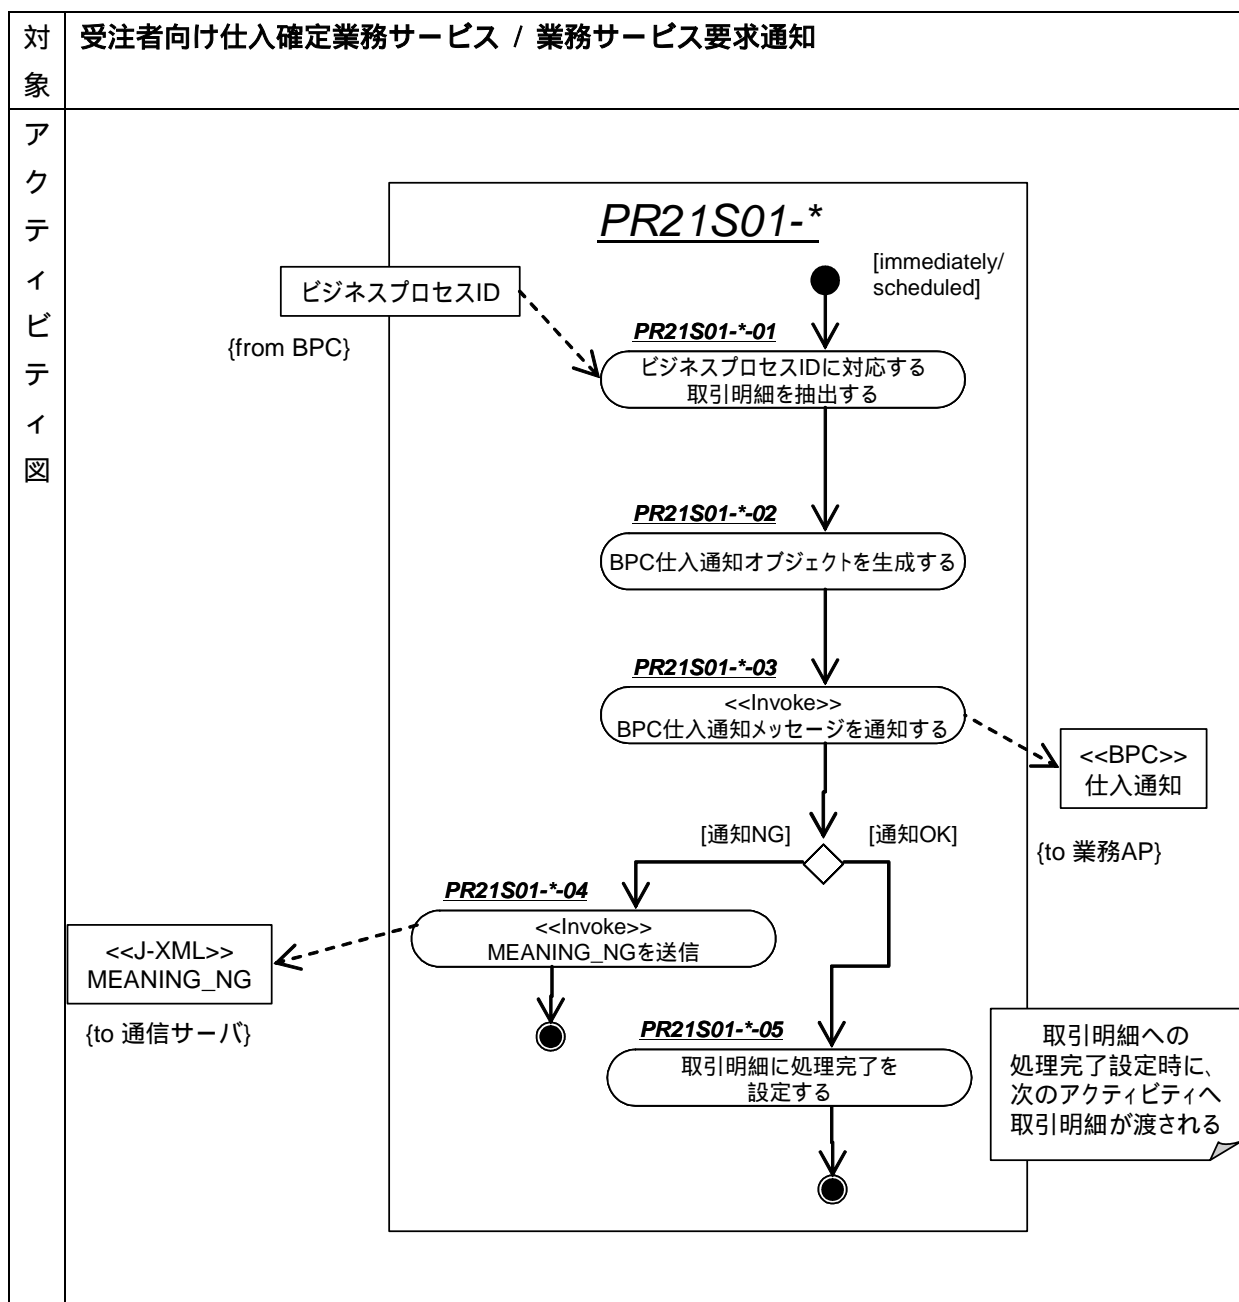 対象
受注者向け仕入確定業務サービス / 業務サービス要求通知
アクティビティ図
PR21S01-*
[immediately/
scheduled]
ビジネスプロセスID
{from BPC}
PR21S01-*-01
ビジネスプロセスIDに対応する
取引明細を抽出する
PR21S01-*-02
BPC仕入通知オブジェクトを生成する
PR21S01-*-03
<<Invoke>>
BPC仕入通知メッセージを通知する
<<BPC>>
仕入通知
{to 業務AP}
[通知NG]
[通知OK]
PR21S01-*-04
<<Invoke>>
MEANING_NGを送信
<<J-XML>>
MEANING_NG
{to 通信サーバ}
PR21S01-*-05
取引明細に処理完了を
設定する
取引明細への
処理完了設定時に、
次のアクティビティへ
取引明細が渡される